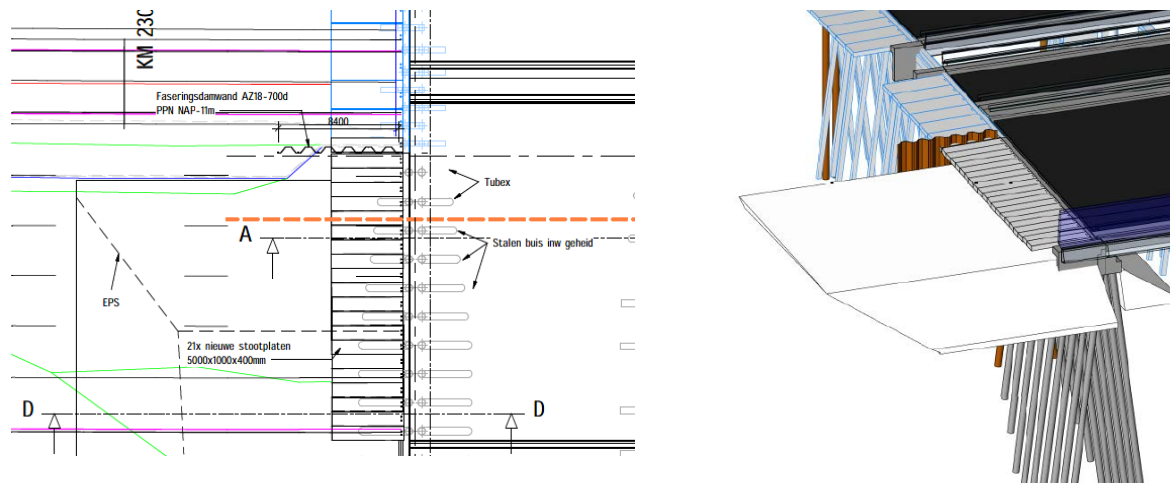 KM 230
Faseringsdamwand AZ18-700d
PPN NAP-11m
8400
Tubex
A
Stalen buis inw geheid
EPS
21x nieuwe stootplaten
5000x1000x400mm
D
D